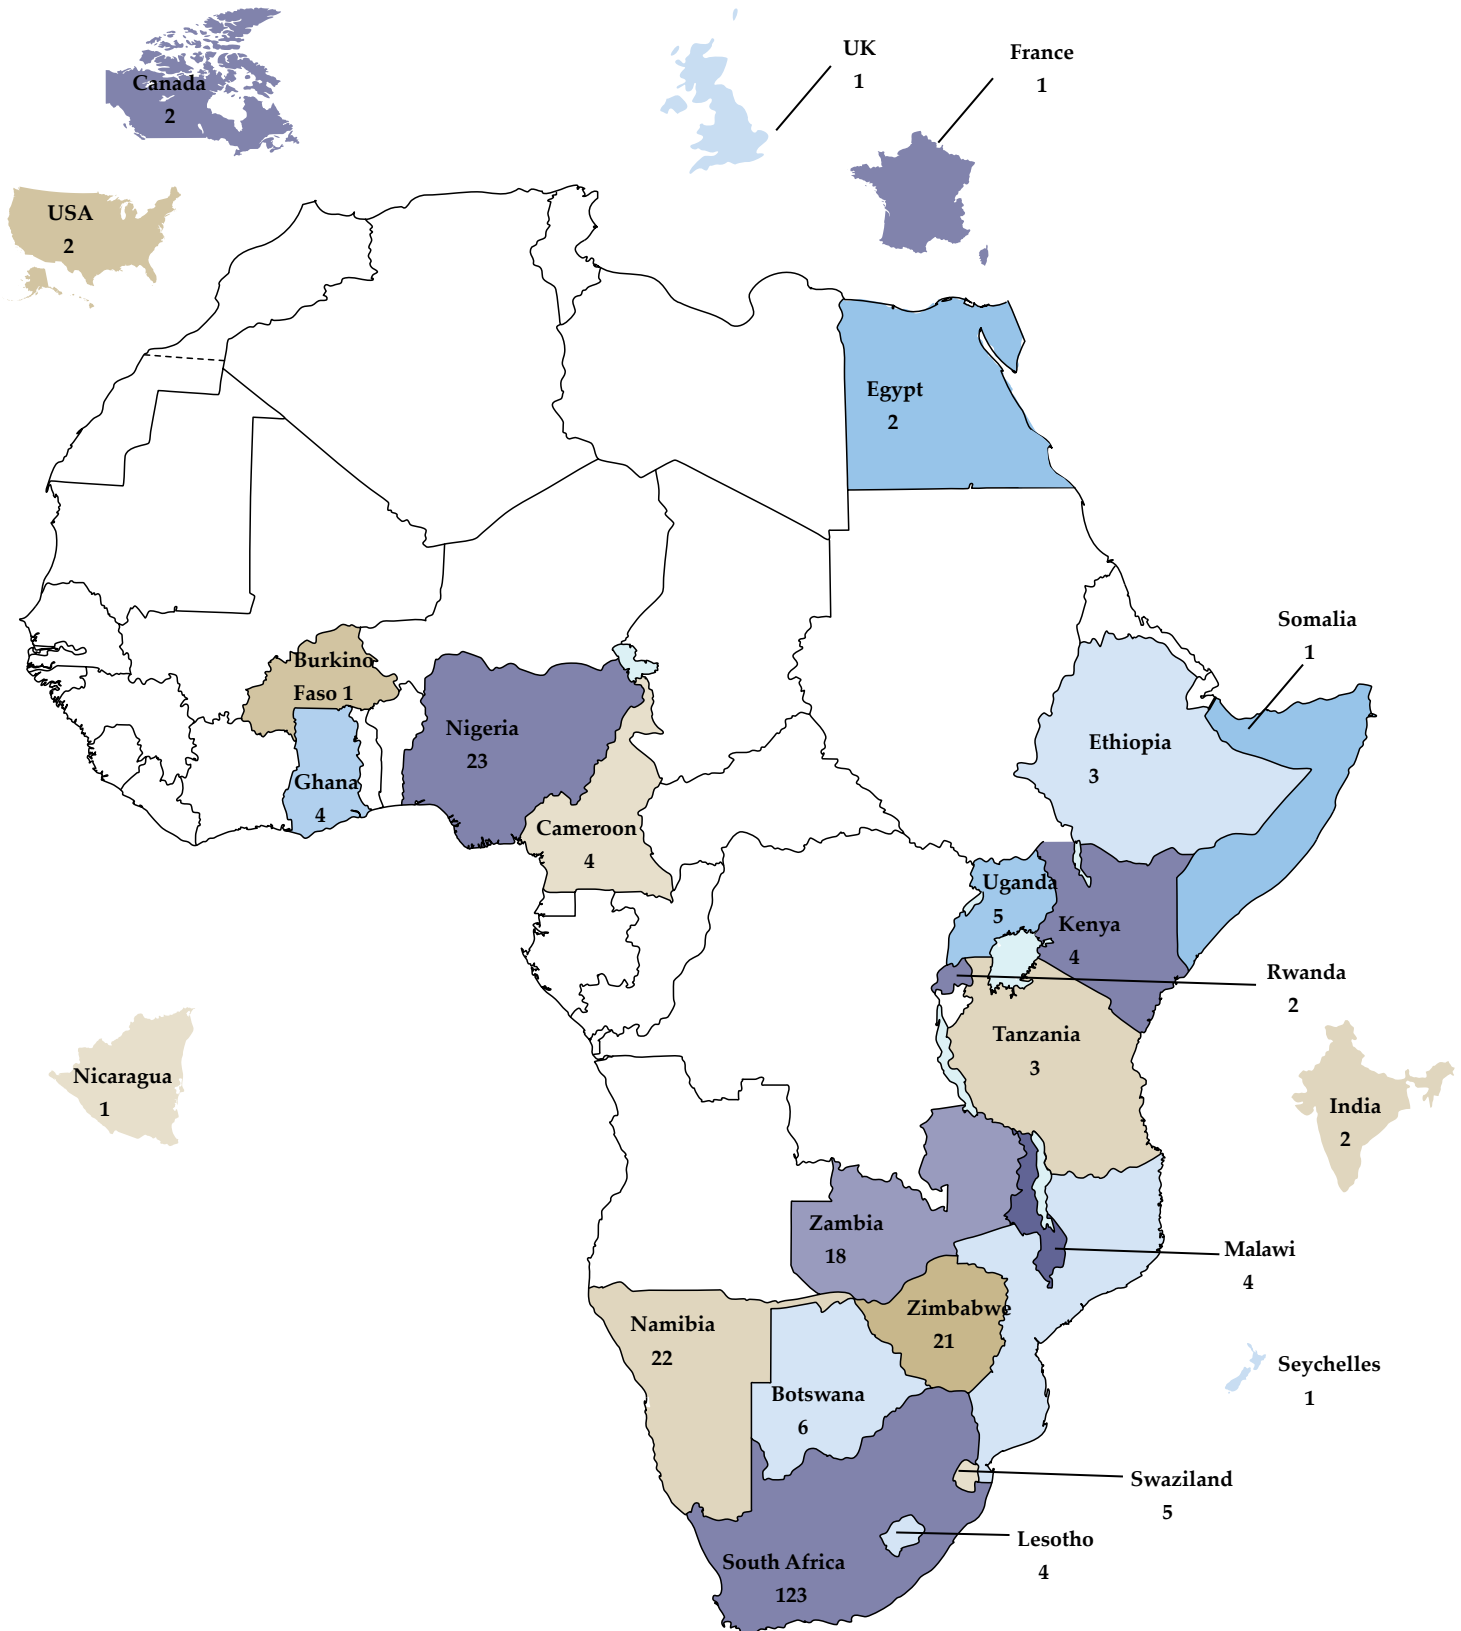 UK
1
France
1
Canada
2
USA
2
Egypt
2
Somalia
1
Burkino
Faso 1
Nigeria
23
Ethiopia
3
Ghana
4
Cameroon
4
Uganda
5
Kenya
4
Rwanda
2
Tanzania
3
Nicaragua
1
India
2
Zambia
18
Malawi
4
Zimbabwe
21
Namibia
22
Seychelles
1
Botswana
6
Swaziland
5
Lesotho
4
South Africa
123